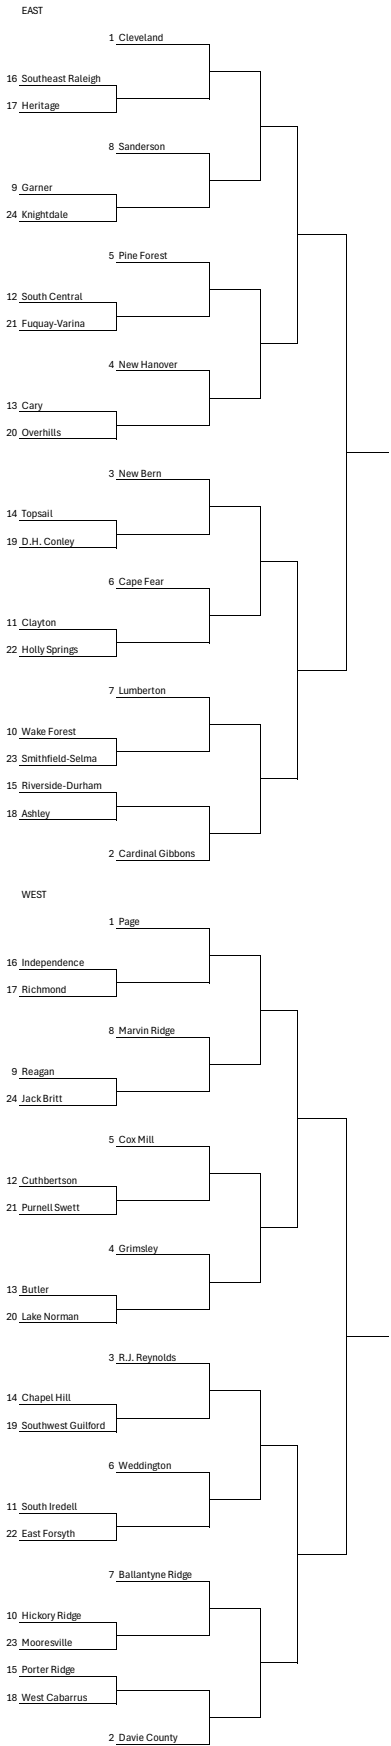 EAST
1 Cleveland
16 Southeast Raleigh
17 Heritage
8 Sanderson
9 Garner
24 Knightdale
5 Pine Forest
12 South Central
21 Fuquay-Varina
4 New Hanover
13 Cary
20 Overhills
3 New Bern
14 Topsail
19 D.H. Conley
6 Cape Fear
11 Clayton
22 Holly Springs
7 Lumberton
10 Wake Forest
23 Smithfield-Selma
15 Riverside-Durham
18 Ashley
2 Cardinal Gibbons
WEST
1 Page
16 Independence
17 Richmond
8 Marvin Ridge
9 Reagan
24 Jack Britt
5 Cox Mill
12 Cuthbertson
21 Purnell Swett
4 Grimsley
13 Butler
20 Lake Norman
3 R.J. Reynolds
14 Chapel Hill
19 Southwest Guilford
6 Weddington
11 South Iredell
22 East Forsyth
7 Ballantyne Ridge
10 Hickory Ridge
23 Mooresville
15 Porter Ridge
18 West Cabarrus
2 Davie County